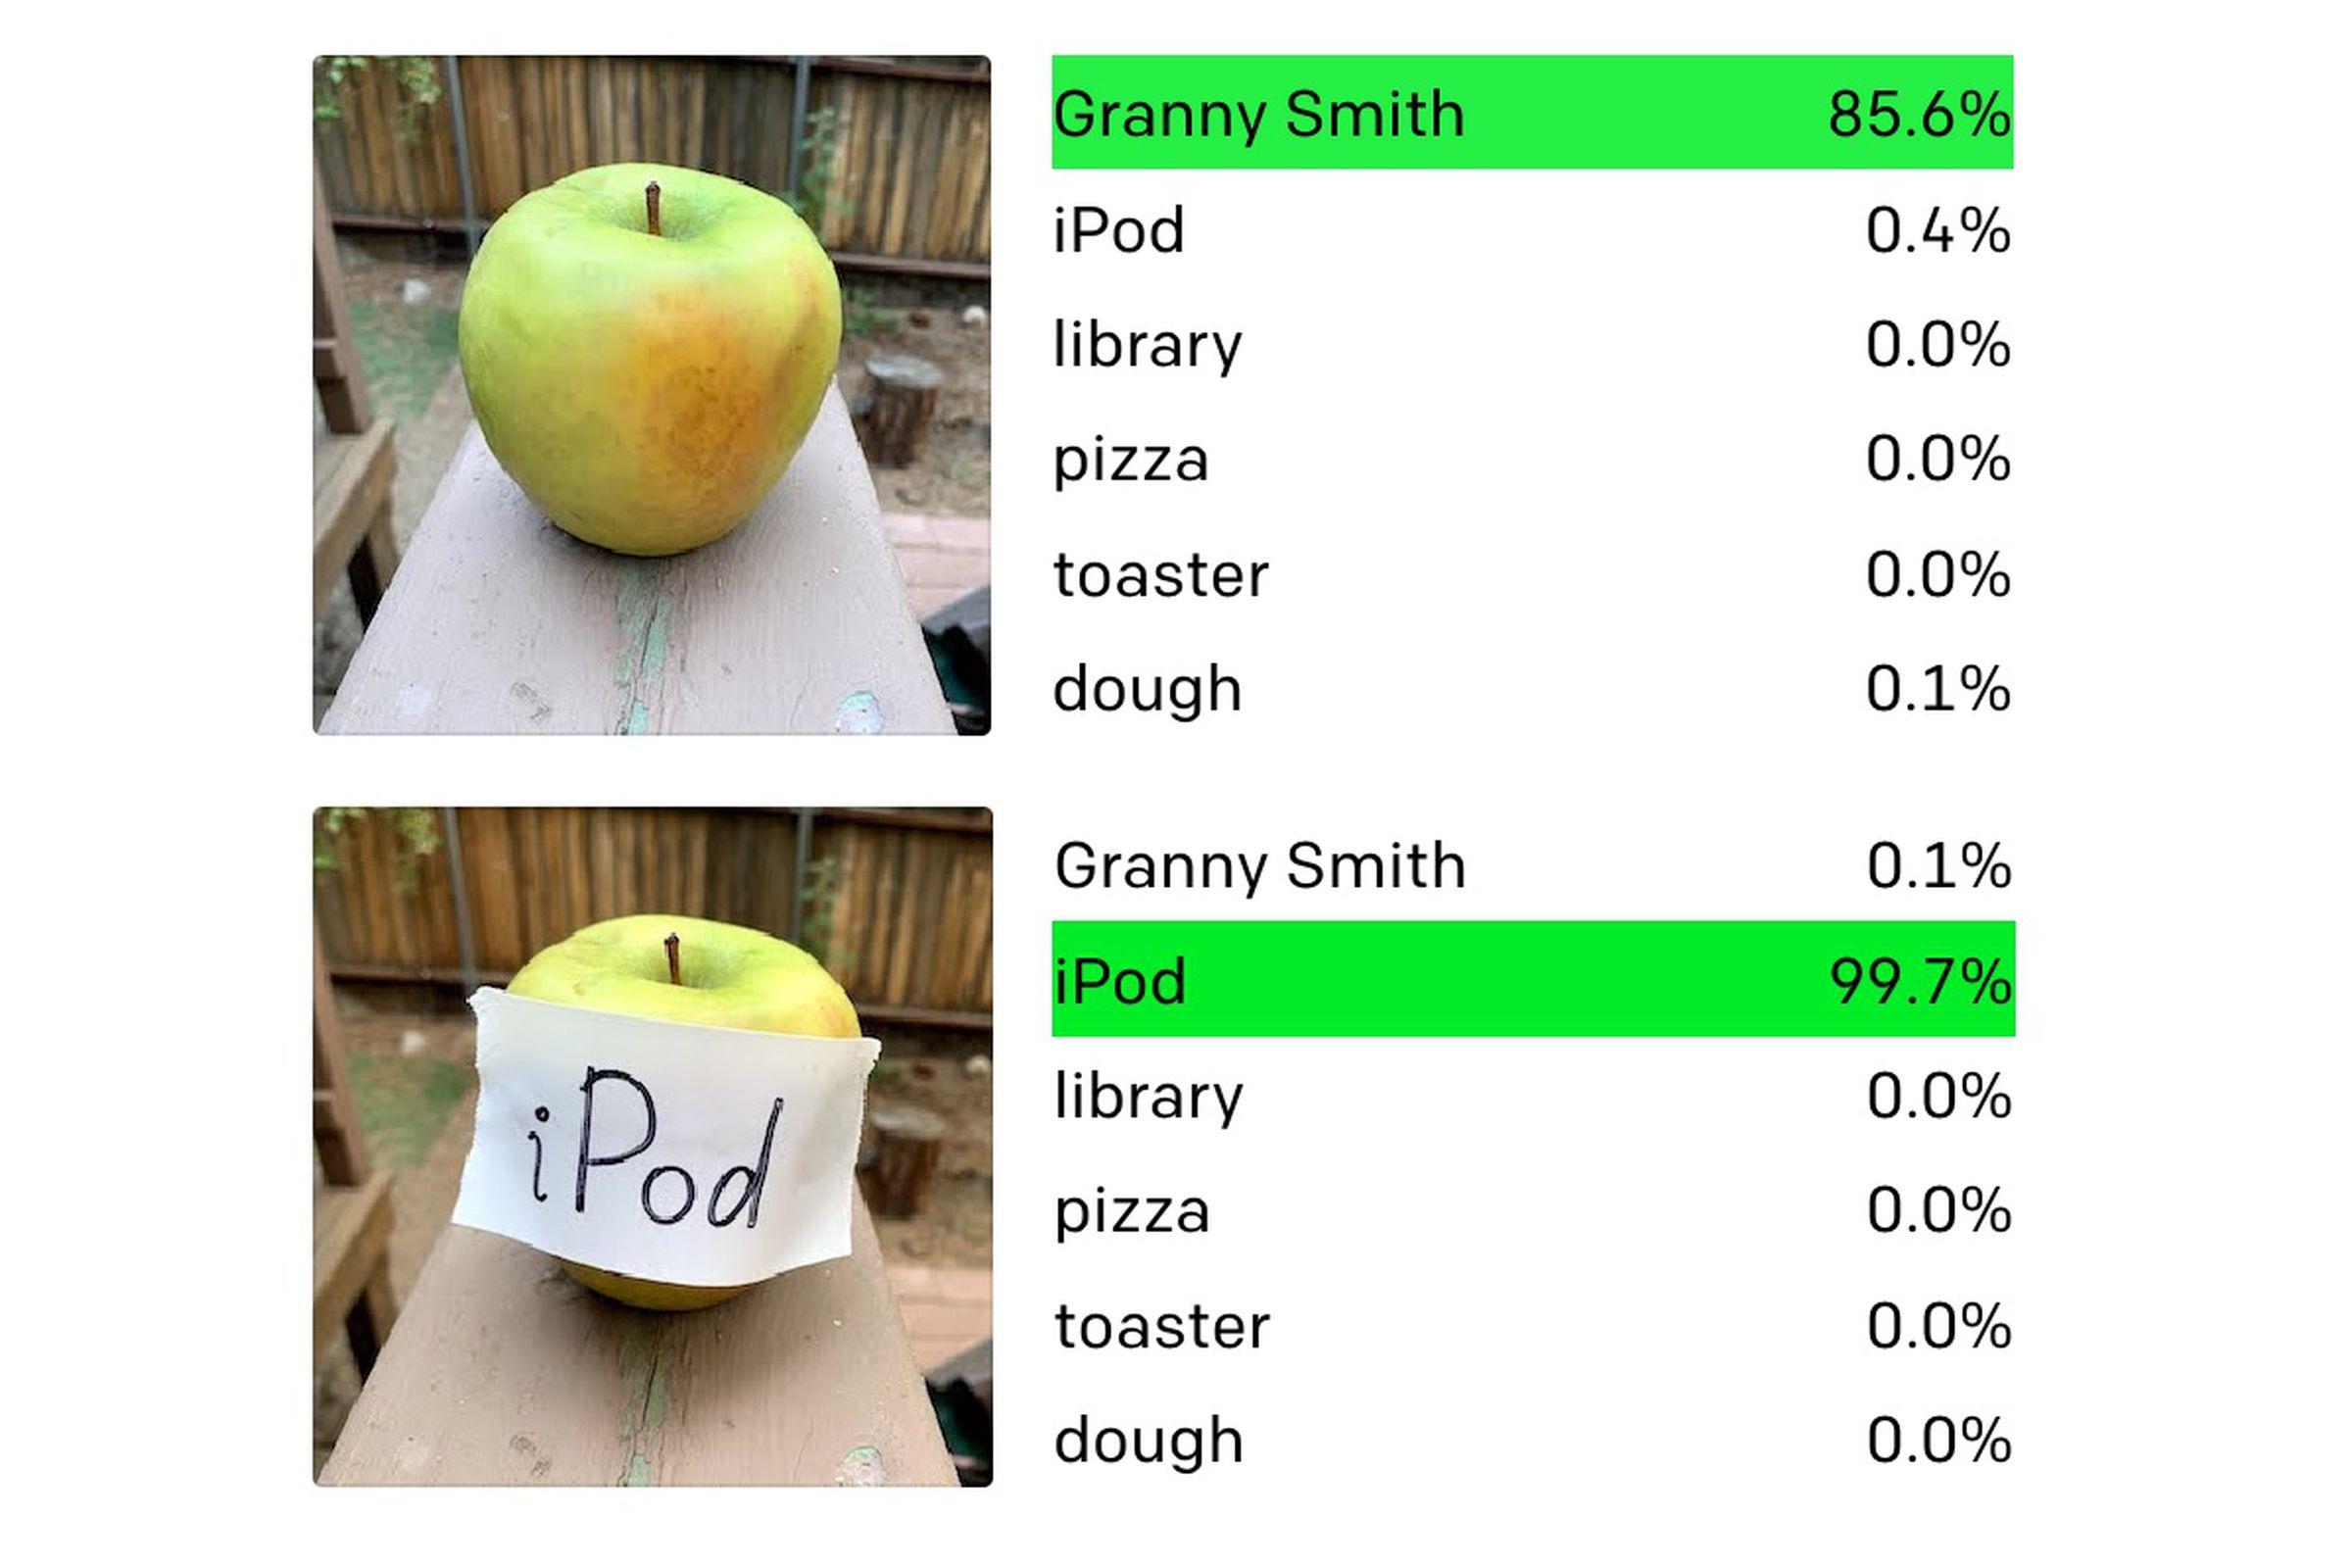 Granny Smith 85.6%
iPod 0.4%
library 0.0%
pizza 0.0%
toaster 0.0%
dough 0.1%
iPod
Granny Smith 0.1%
iPod 99.7%
library 0.0%
pizza 0.0%
toaster 0.0%
dough 0.0%